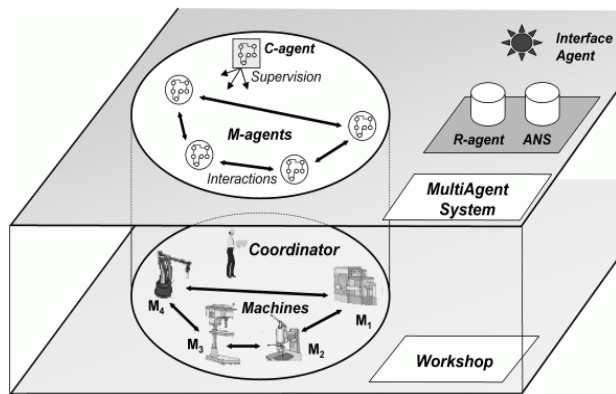 C-agent
Supervision
Interface
Agent
M-agents
R-agent
ANS
Interactions
MultiAgent
System
Coordinator
Machines
M4
M1
M3
M2
Workshop